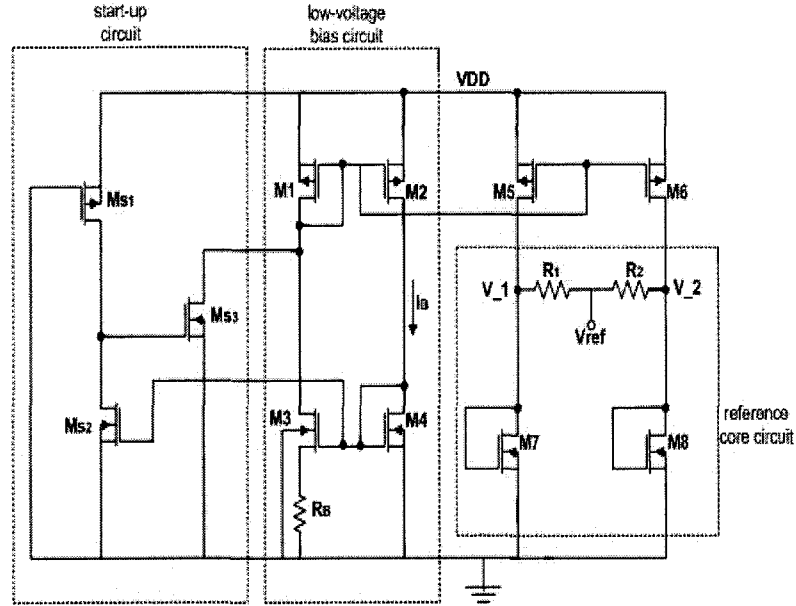 start-up
circuit
low-voltage
bias circuit
VDD
MS1
M1
M2
M5
M6
MS3
IB
V_1
R1
R2
V_2
Vref
MS2
M3
M4
M7
M8
reference
core circuit
RB